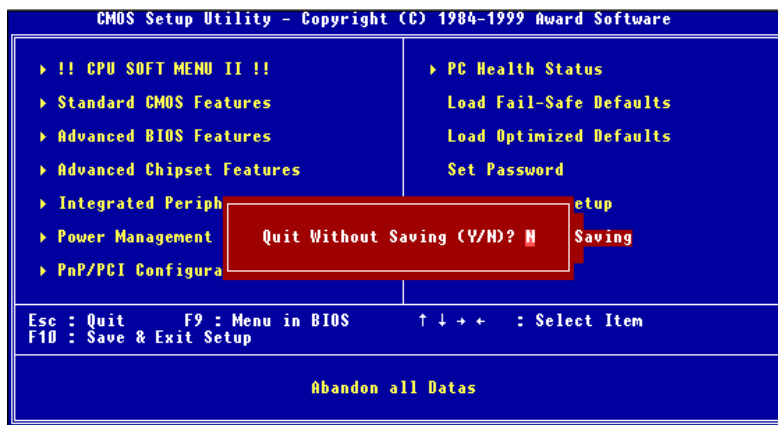 CMOS Setup Utility - Copyright (C) 1984-1999 Award Software
!! CPU SOFT MENU II !!
Standard CMOS Features
Advanced BIOS Features
Advanced Chipset Features
Integrated Periph
Power Management
PnP/PCI Configura
PC Health Status
Load Fail-Safe Defaults
Load Optimized Defaults
Set Password
etup
Saving
Quit Without Saving (Y/N)? N
Esc : Quit F9 : Menu in BIOS ↑ ↓ → ← : Select Item
F10 : Save & Exit Setup
Abandon all Datas